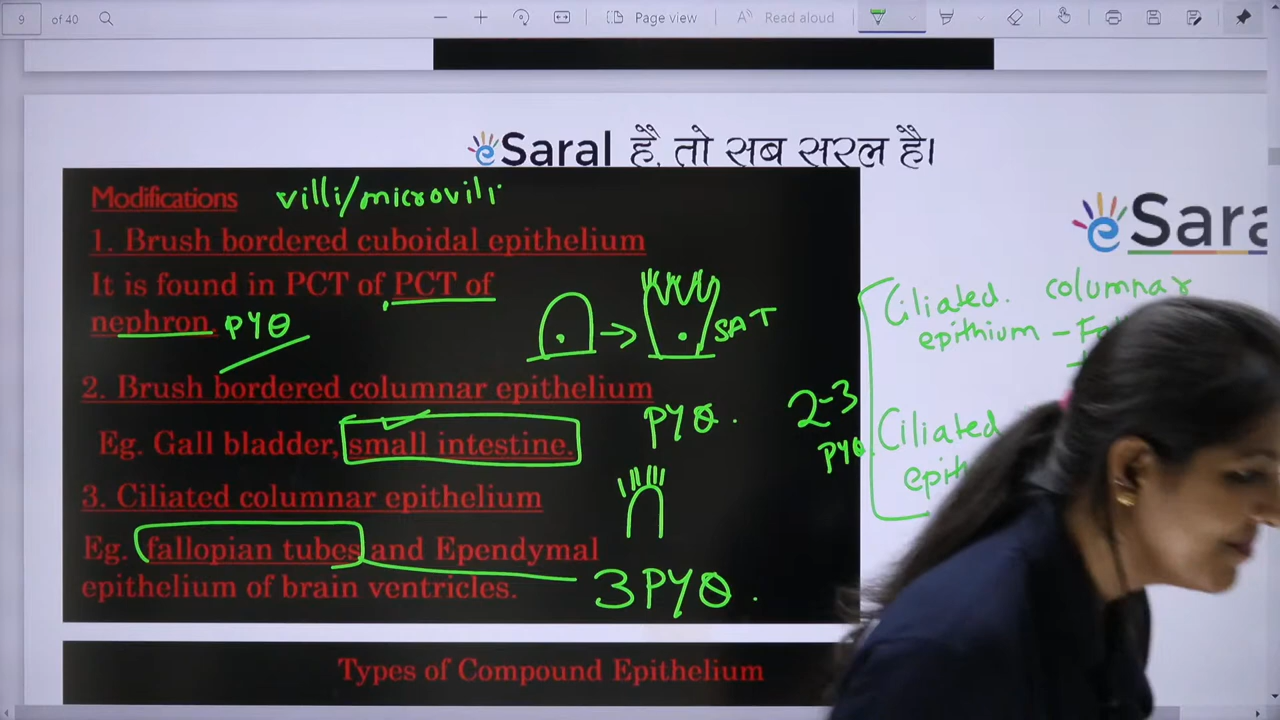 9 of 40
Page view
Read aloud
eSaral है, तो सब सरल है।
Modifications villi/microvili
1. Brush bordered cuboidal epithelium
It is found in PCT of PCT of
nephron. PYQ
SAT
2. Brush bordered columnar epithelium
PYQ.
Eg. Gall bladder, small intestine.
3. Ciliated columnar epithelium
Eg. fallopian tubes and Ependymal
epithelium of brain ventricles.
3 PYQ.
Types of Compound Epithelium
eSara
Ciliated. columnar
epithium -
2-3
PYQ.
Ciliated